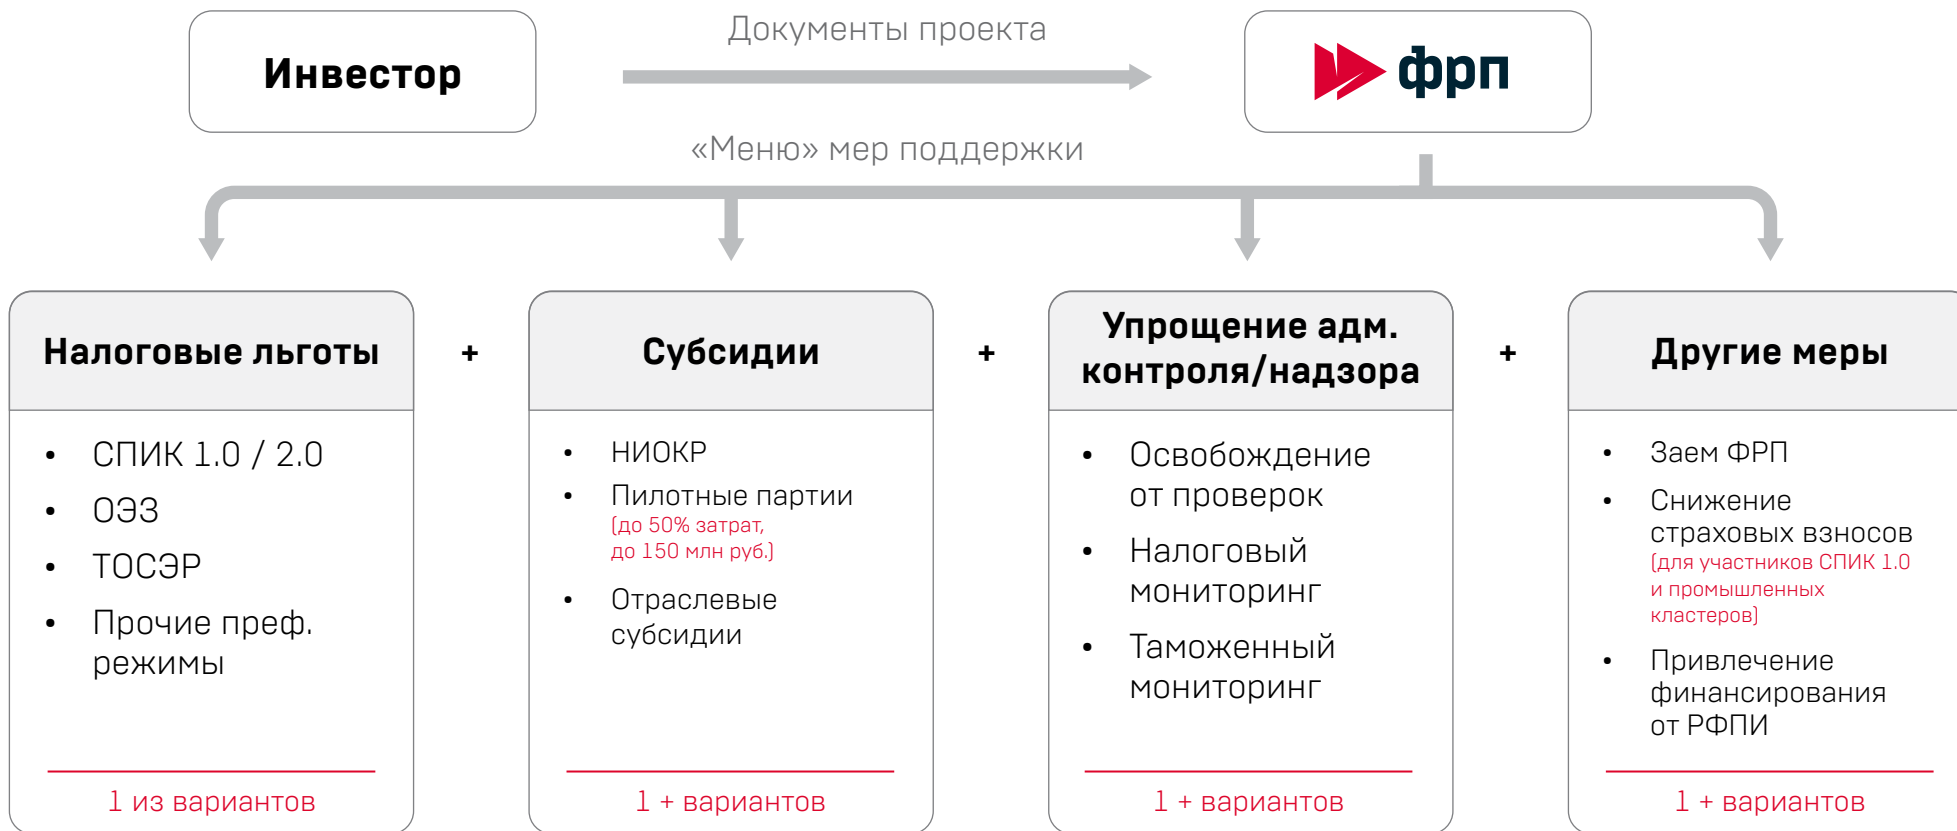 Документы проекта
Инвестор
фрп
«Меню» мер поддержки
Налоговые льготы
+
Субсидии
+
Упрощение адм.
контроля/надзора
+
Другие меры
• СПИК 1.0 / 2.0
• ОЭЗ
• ТОСЭР
• Прочие преф.
режимы
1 из вариантов
• НИОКР
• Пилотные партии
(до 50% затрат,
до 150 млн руб.)
• Отраслевые
субсидии
1 + вариантов
• Освобождение
от проверок
• Налоговый
мониторинг
• Таможенный
мониторинг
1 + вариантов
• Заем ФРП
• Снижение
страховых взносов
(для участников СПИК 1.0
и промышленных
кластеров)
• Привлечение
финансирования
от РФПИ
1 + вариантов